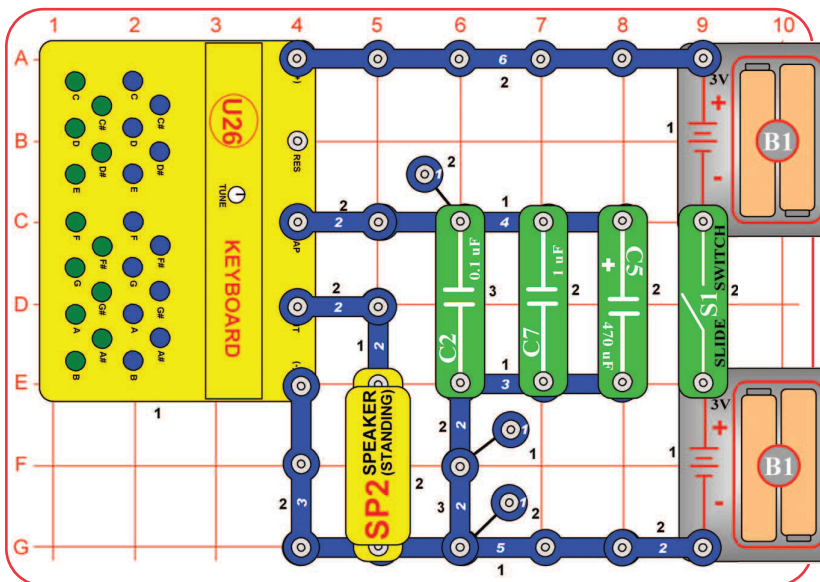 1 2 3 4 5 6 7 8 9 10
A
B
C
D
E
F
G
U26
KEYBOARD
TUNE
C
C#
D
D#
E
F
F#
G
G#
A
A#
B
C
C#
D
D#
E
F
F#
G
G#
A
A#
B
1
RES
6
2
2
1
2
2
1
4
2
2
1
2
C2
0.1 uF
3
C7
1 uF
2
+
C5
470 uF
2
S1
SLIDE SWITCH
2
1
3
SP2
SPEAKER
(STANDING)
2
2
3
2
2
1
1
3
2
1
2
5
1
2
2
3V
+
1
-
B1
3V
+
1
-
B1